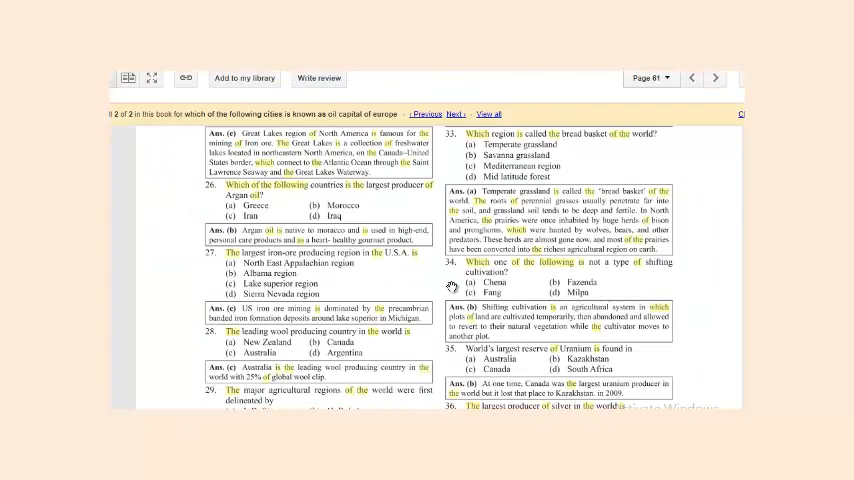 Add to my library
Write review
Page 61
2 of 2 in this book for which of the following cities is known as oil capital of europe
‹ Previous Next › - View all
Ans. (c) Great Lakes region of North America is famous for the
mining of Iron ore. The Great Lakes is a collection of freshwater
lakes located in northeastern North America, on the Canada–United
States border, which connect to the Atlantic Ocean through the Saint
Lawrence Seaway and the Great Lakes Waterway.
26. Which of the following countries is the largest producer of
Argan oil?
(a) Greece (b) Morocco
(c) Iran (d) Iraq
Ans. (b) Argan oil is native to moracco and is used in high-end,
personal care products and as a heart- healthy gourmet product.
27. The largest iron-ore producing region in the U.S.A. is
(a) North East Appalachian region
(b) Albama region
(c) Lake superior region
(d) Sierra Nevada region
Ans. (c) US iron ore mining is dominated by the precambrian
banded iron formation deposits around lake superior in Michigan.
28. The leading wool producing country in the world is
(a) New Zealand (b) Canada
(c) Australia (d) Argentina
Ans. (c) Australia is the leading wool producing country in the
world with 25% of global wool clip.
29. The major agricultural regions of the world were first
delineated by
33. Which region is called the bread basket of the world?
(a) Temperate grassland
(b) Savanna grassland
(c) Mediterranean region
(d) Mid latitude forest
Ans. (a) Temperate grassland is called the 'bread basket' of the
world. The roots of perennial grasses usually penetrate far into
the soil, and grassland soil tends to be deep and fertile. In North
America, the prairies were once inhabited by huge herds of bison
and pronghorns, which were hunted by wolves, bears, and other
predators. These herds are almost gone now, and most of the prairies
have been converted into the richest agricultural region on earth.
34. Which one of the following is not a type of shifting
cultivation?
(a) Chena (b) Fazenda
(c) Fang (d) Milpa
Ans. (b) Shifting cultivation is an agricultural system in which
plots of land are cultivated temporarily, then abandoned and allowed
to revert to their natural vegetation while the cultivator moves to
another plot.
35. World's largest reserve of Uranium is found in
(a) Australia (b) Kazakhstan
(c) Canada (d) South Africa
Ans. (b) At one time, Canada was the largest uranium producer in
the world but it lost that place to Kazakhstan. in 2009.
36. The largest producer of silver in the world is